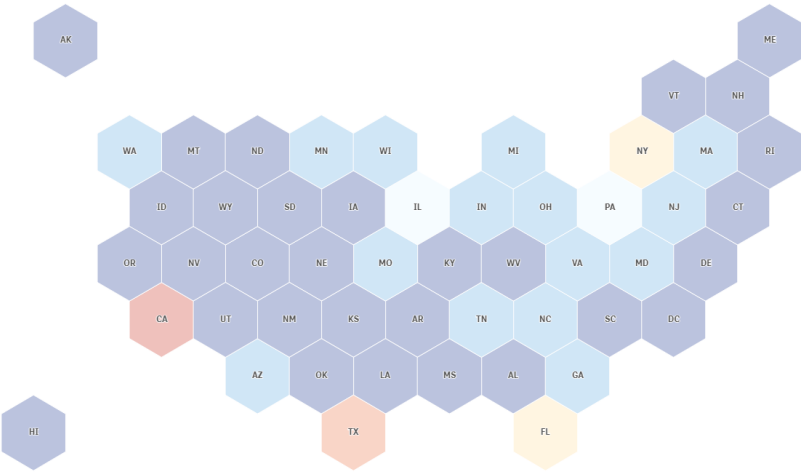 AK ME
VT NH
WA MT ND MN WI MI NY MA RI
ID WY SD IA IL IN OH PA NJ CT
OR NV CO NE MO KY WV VA MD DE
CA UT NM KS AR TN NC SC DC
AZ OK LA MS AL GA
HI TX FL